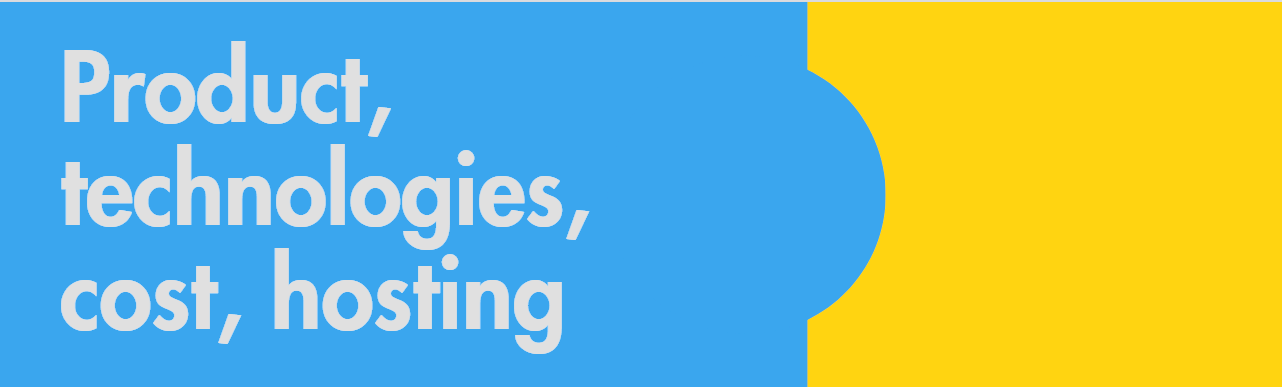 Product,
technologies,
cost, hosting